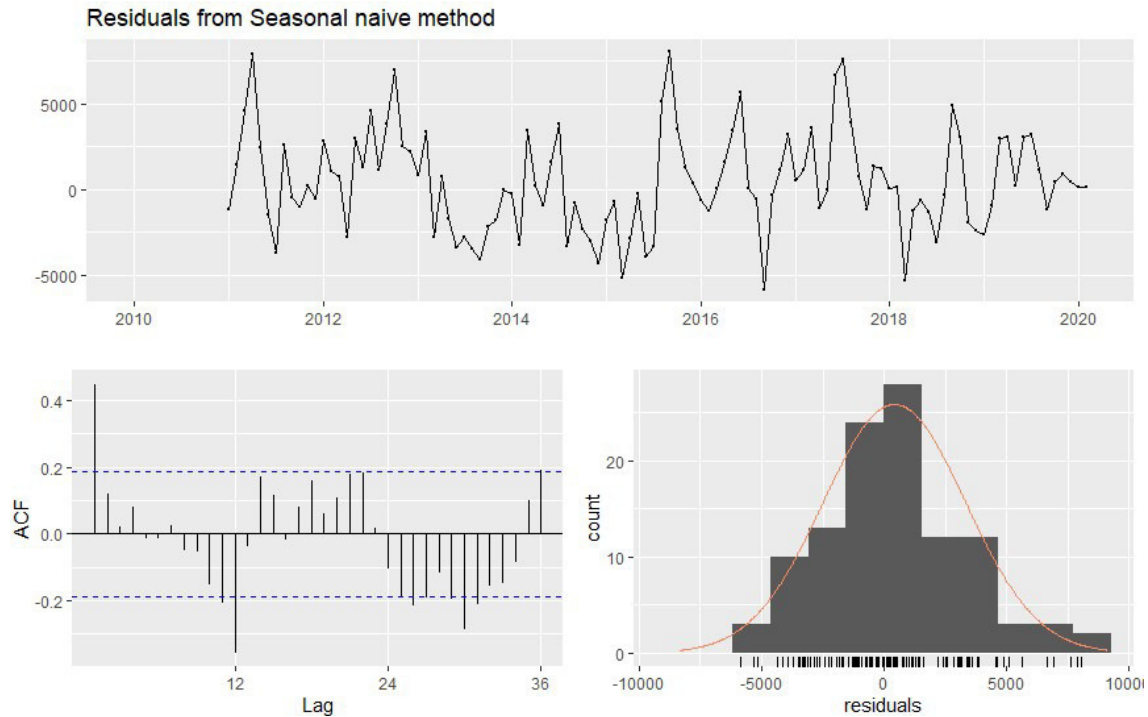 Residuals from Seasonal naive method
5000
0
-5000
2010 2012 2014 2016 2018 2020
0.4
0.2
0.0
-0.2
ACF
12 24 36
Lag
20
10
0
count
-10000 -5000 0 5000 10000
residuals